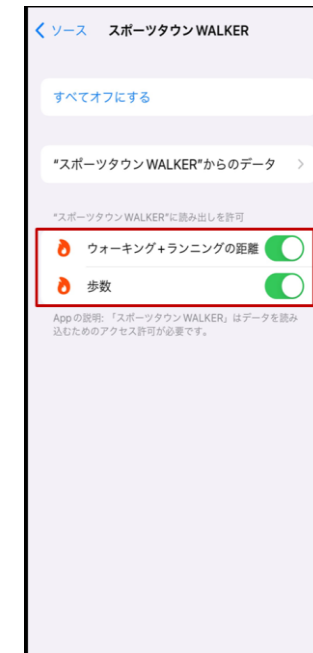 ソース スポーツタウン WALKER
すべてオフにする
“スポーツタウン WALKER”からのデータ
“スポーツタウン WALKER”に読み出しを許可
ウォーキング+ランニングの距離
歩数
Appの説明: 「スポーツタウン WALKER」はデータを読み
込むためのアクセス許可が必要です。